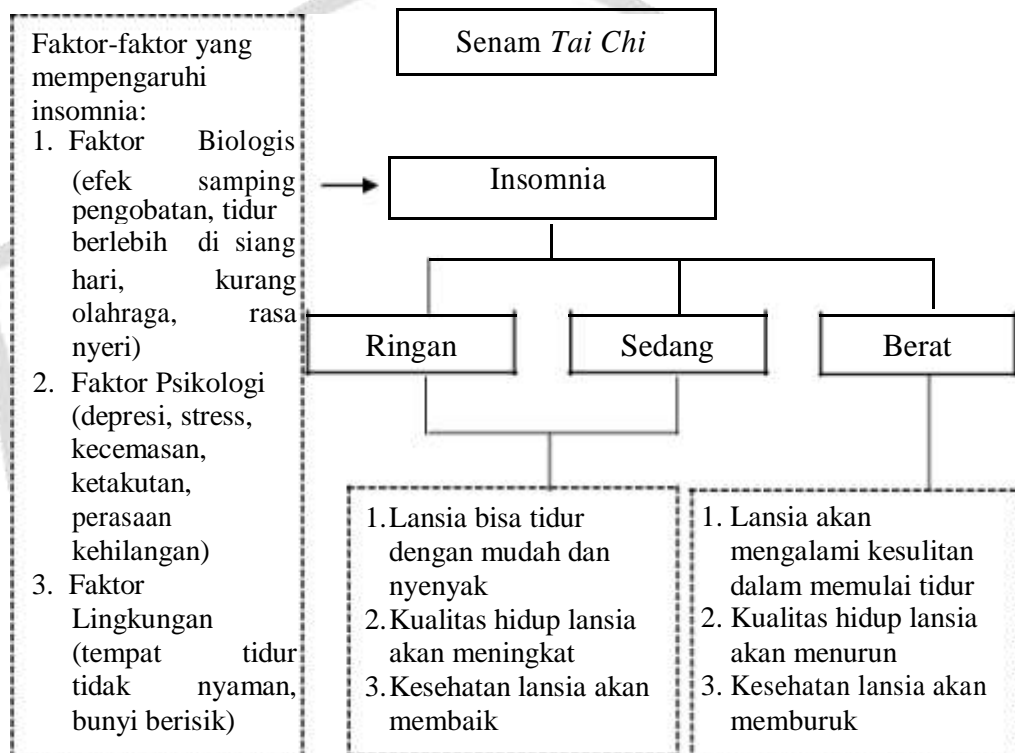 Faktor-faktor yang
mempengaruhi
insomnia:
1. Faktor Biologis
(efek samping
pengobatan, tidur
berlebih di siang
hari, kurang
olahraga, rasa
nyeri)
2. Faktor Psikologi
(depresi, stress,
kecemasan,
ketakutan,
perasaan
kehilangan)
3. Faktor
Lingkungan
(tempat tidur
tidak nyaman,
bunyi berisik)
Senam Tai Chi
Insomnia
Ringan
Sedang
Berat
1. Lansia bisa tidur
dengan mudah dan
nyenyak
2. Kualitas hidup lansia
akan meningkat
3. Kesehatan lansia akan
membaik
1. Lansia akan
mengalami kesulitan
dalam memulai tidur
2. Kualitas hidup lansia
akan menurun
3. Kesehatan lansia akan
memburuk